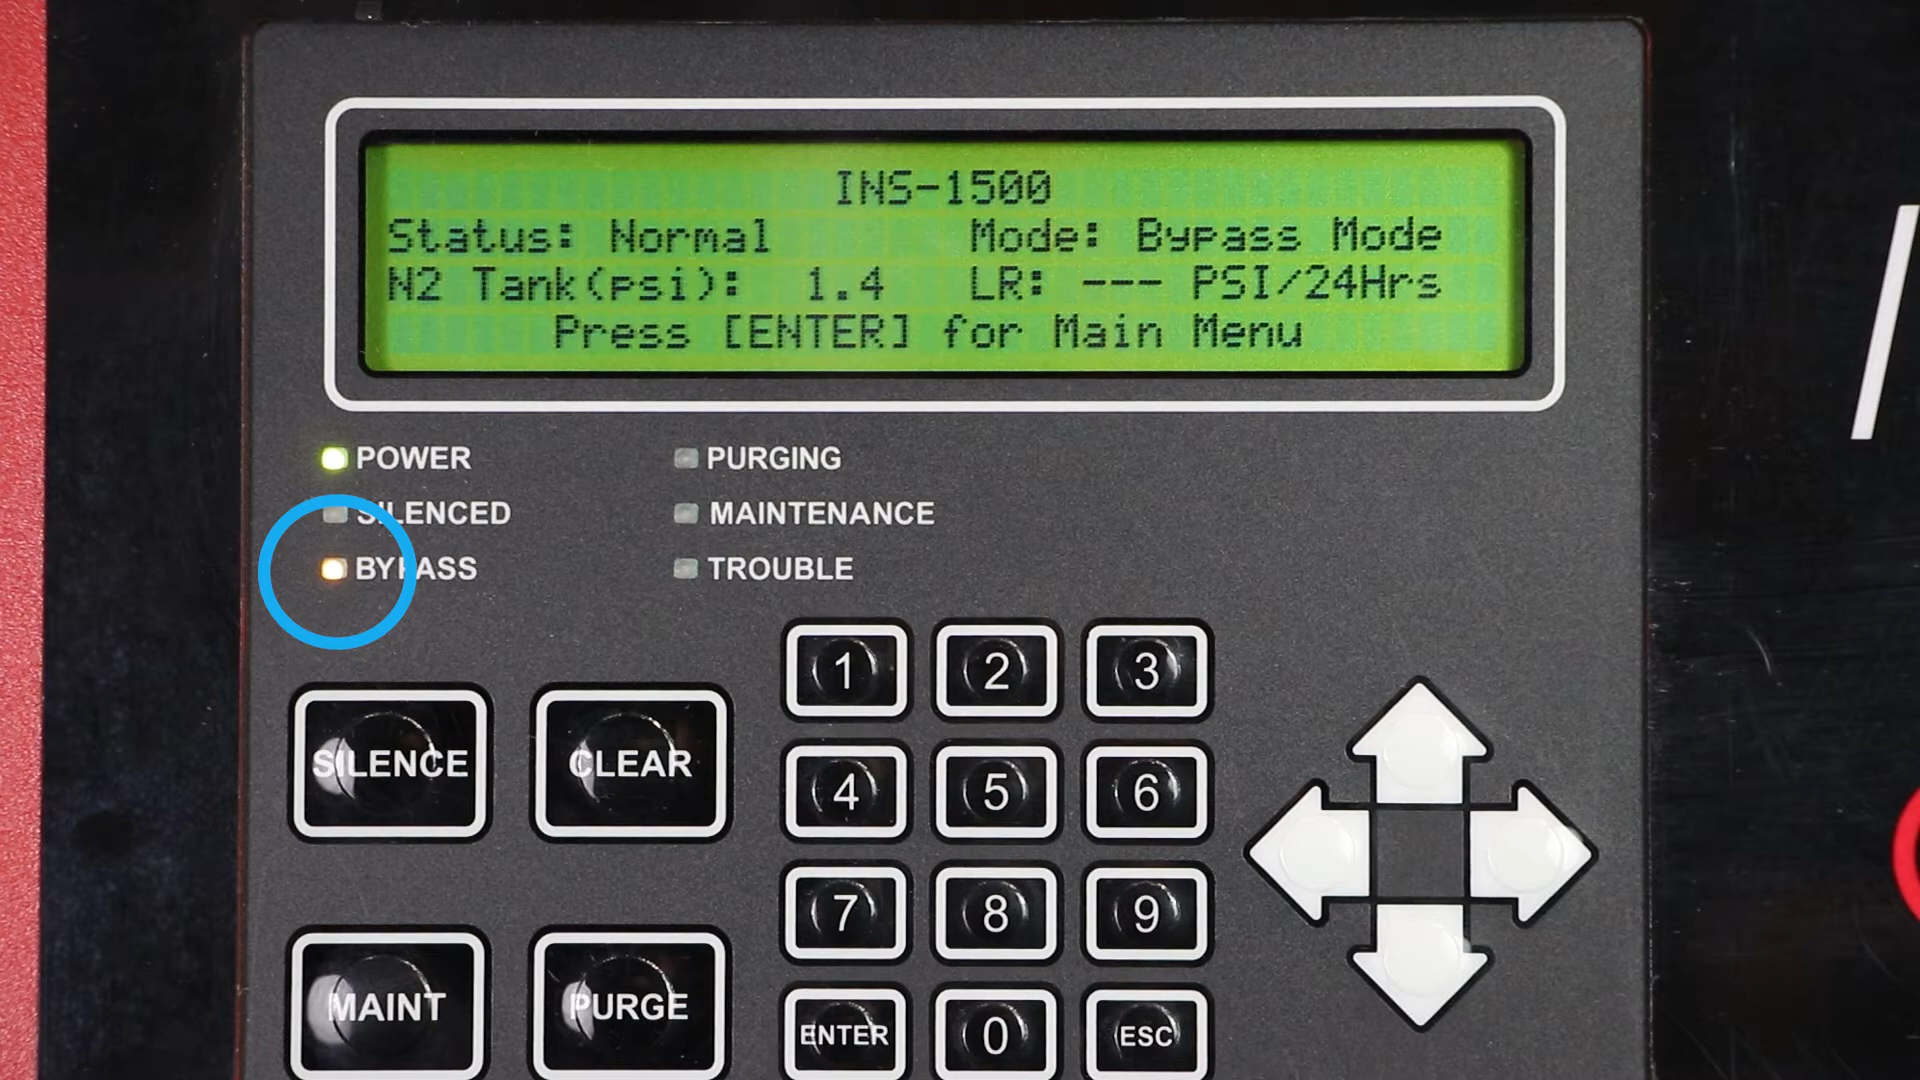 INS-1500
Status: Normal Mode: Bypass Mode
N2 Tank(psi): 1.4 LR: --- PSI/24Hrs
Press [ENTER] for Main Menu
POWER PURGING
SILENCED MAINTENANCE
BYPASS TROUBLE
1 2 3
SILENCE CLEAR
4 5 6
7 8 9
MAINT PURGE
ENTER 0 ESC